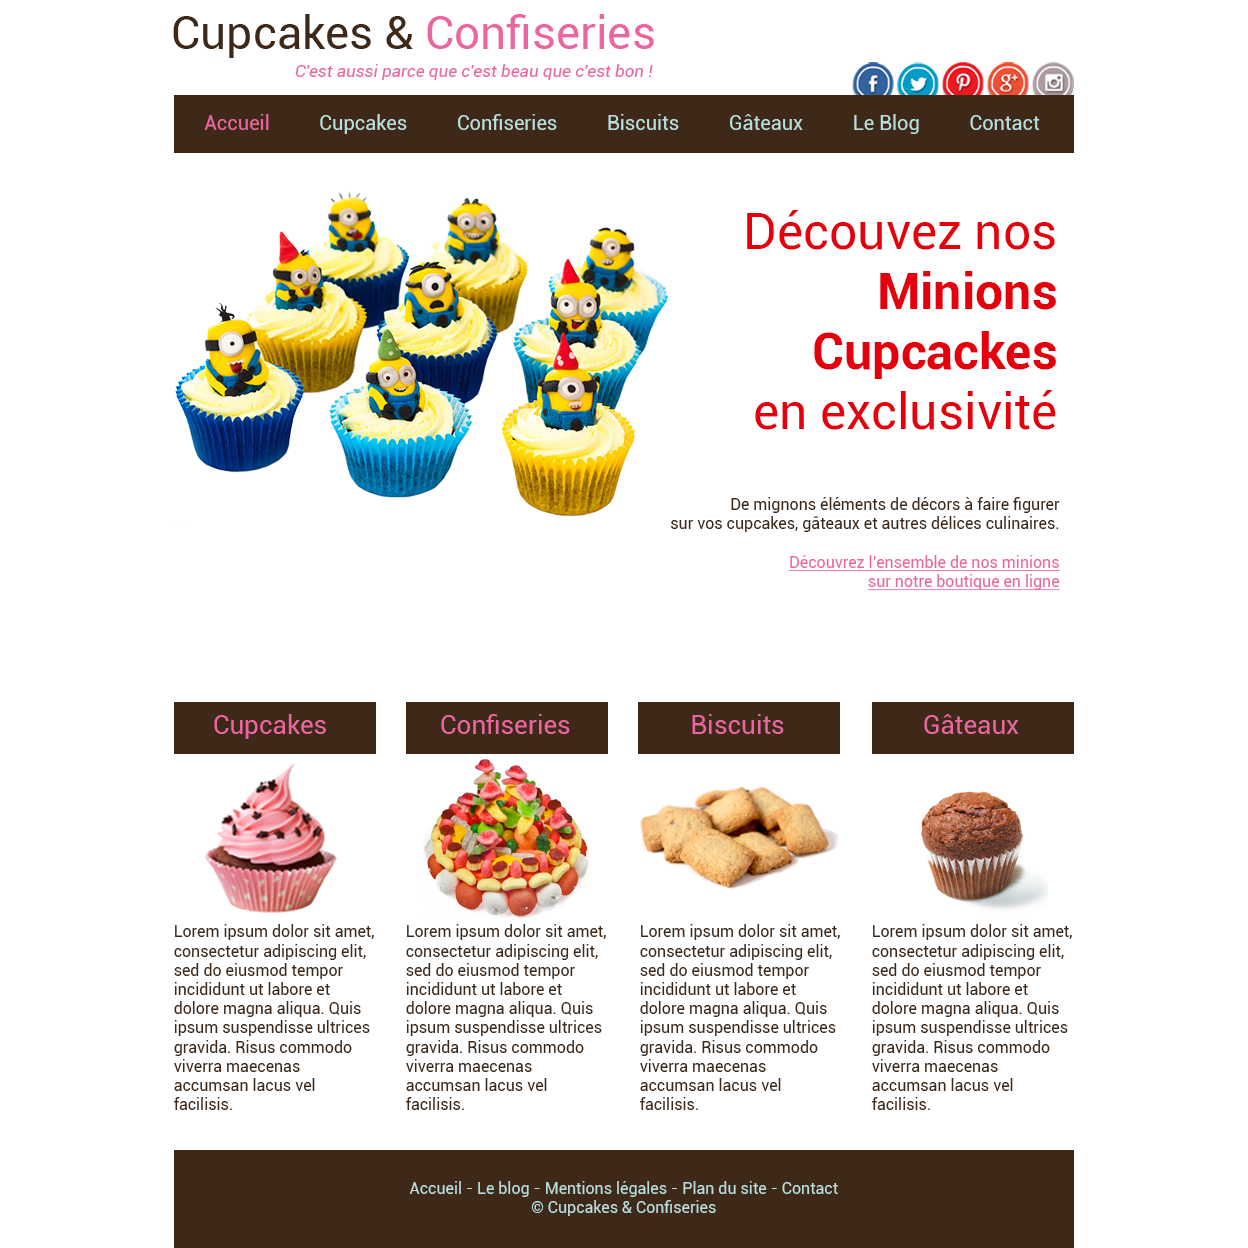 Cupcakes & Confiseries
C'est aussi parce que c'est beau que c'est bon !
f
g+
Accueil Cupcakes Confiseries Biscuits Gâteaux Le Blog Contact
Découvez nos
Minions
Cupcackes
en exclusivité
De mignons éléments de décors à faire figurer
sur vos cupcakes, gâteaux et autres délices culinaires.
Découvrez l'ensemble de nos minions
sur notre boutique en ligne
Cupcakes
Lorem ipsum dolor sit amet,
consectetur adipiscing elit,
sed do eiusmod tempor
incididunt ut labore et
dolore magna aliqua. Quis
ipsum suspendisse ultrices
gravida. Risus commodo
viverra maecenas
accumsan lacus vel
facilisis.
Confiseries
Lorem ipsum dolor sit amet,
consectetur adipiscing elit,
sed do eiusmod tempor
incididunt ut labore et
dolore magna aliqua. Quis
ipsum suspendisse ultrices
gravida. Risus commodo
viverra maecenas
accumsan lacus vel
facilisis.
Biscuits
Lorem ipsum dolor sit amet,
consectetur adipiscing elit,
sed do eiusmod tempor
incididunt ut labore et
dolore magna aliqua. Quis
ipsum suspendisse ultrices
gravida. Risus commodo
viverra maecenas
accumsan lacus vel
facilisis.
Gâteaux
Lorem ipsum dolor sit amet,
consectetur adipiscing elit,
sed do eiusmod tempor
incididunt ut labore et
dolore magna aliqua. Quis
ipsum suspendisse ultrices
gravida. Risus commodo
viverra maecenas
accumsan lacus vel
facilisis.
Accueil - Le blog - Mentions légales - Plan du site - Contact
© Cupcakes & Confiseries